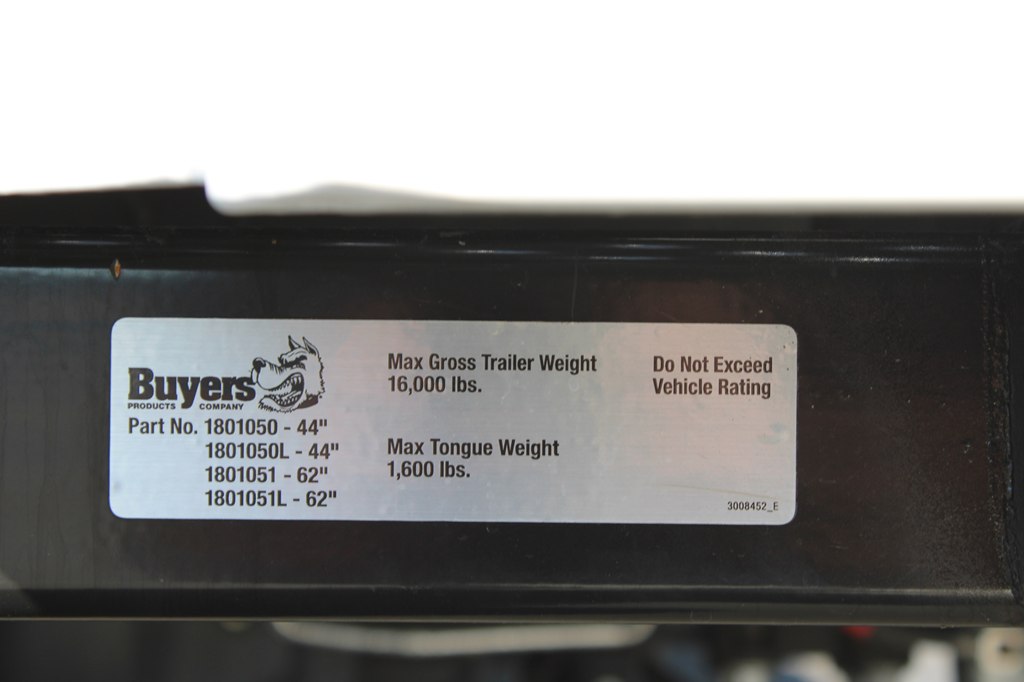 Buyers
PRODUCTS COMPANY
Part No. 1801050 - 44"
1801050L - 44"
1801051 - 62"
1801051L - 62"
Max Gross Trailer Weight
16,000 lbs.
Max Tongue Weight
1,600 lbs.
Do Not Exceed
Vehicle Rating
3008452_E